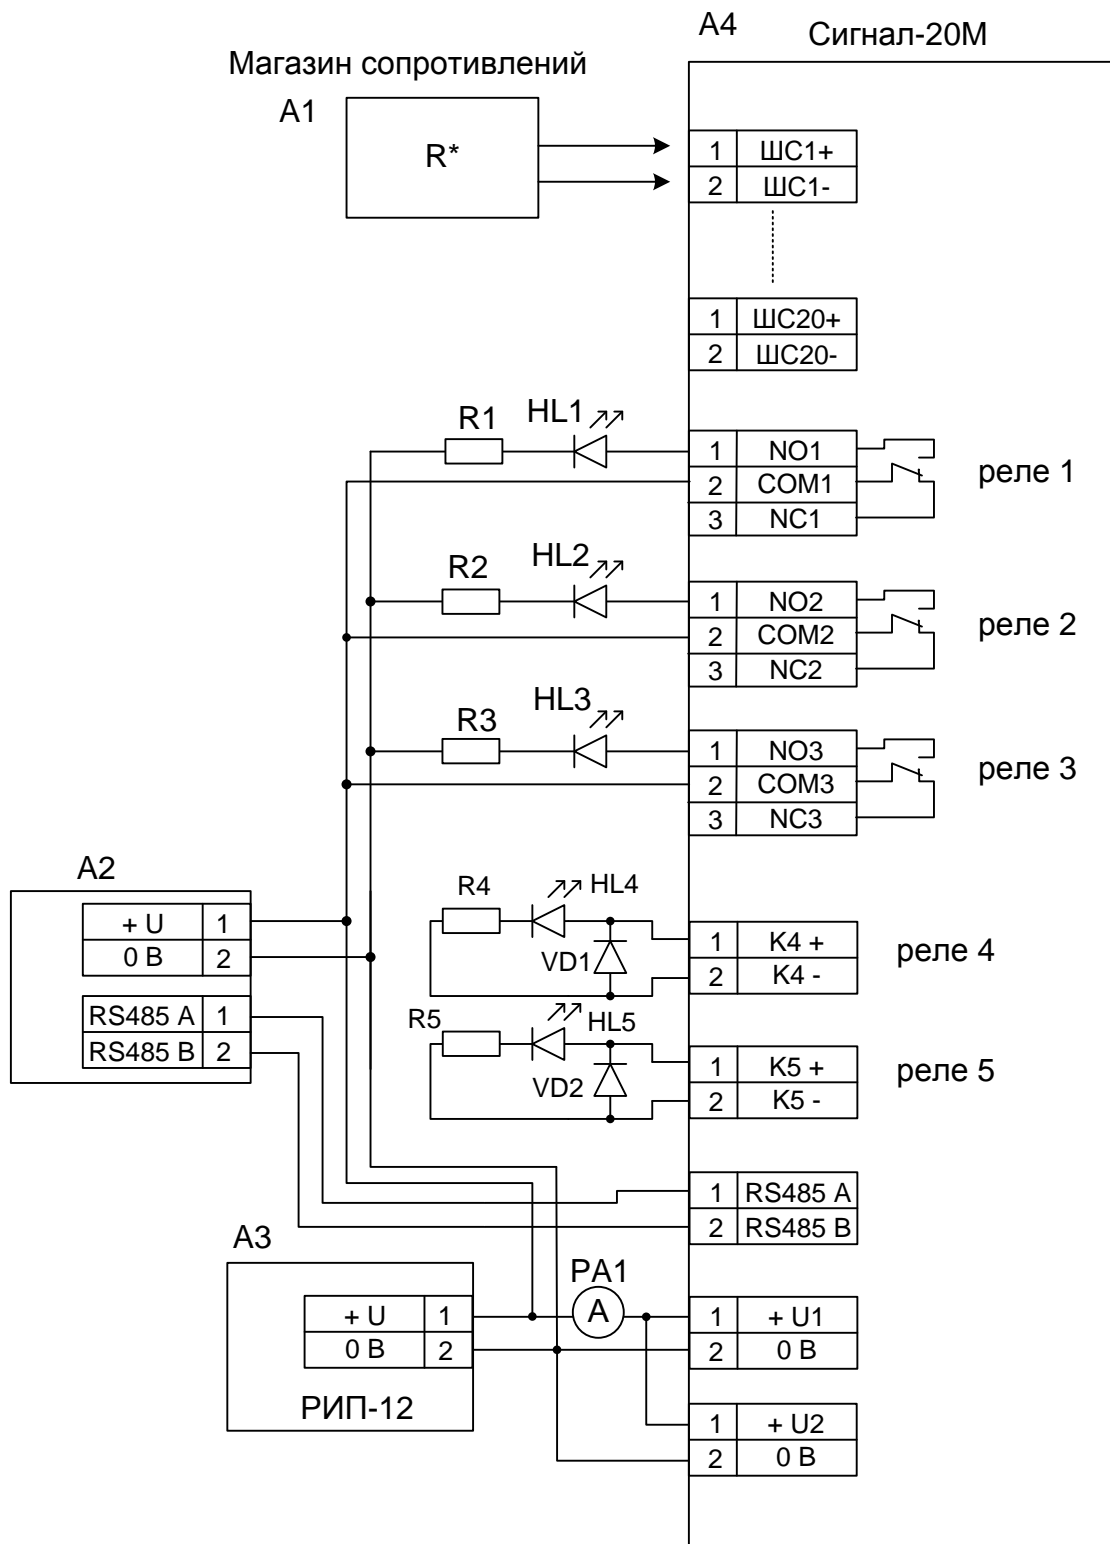 А4
Сигнал-20М
Магазин сопротивлений
А1
R*
1 ШС1+
2 ШС1-
1 ШС20+
2 ШС20-
R1
HL1
1 NO1
2 COM1
3 NC1
реле 1
R2
HL2
1 NO2
2 COM2
3 NC2
реле 2
R3
HL3
1 NO3
2 COM3
3 NC3
реле 3
А2
+ U 1
0 В 2
RS485 A 1
RS485 B 2
R4
HL4
VD1
1 K4 +
2 K4 -
реле 4
R5
HL5
VD2
1 K5 +
2 K5 -
реле 5
1 RS485 A
2 RS485 B
А3
+ U 1
0 В 2
РИП-12
PA1
A
1 + U1
2 0 В
1 + U2
2 0 В